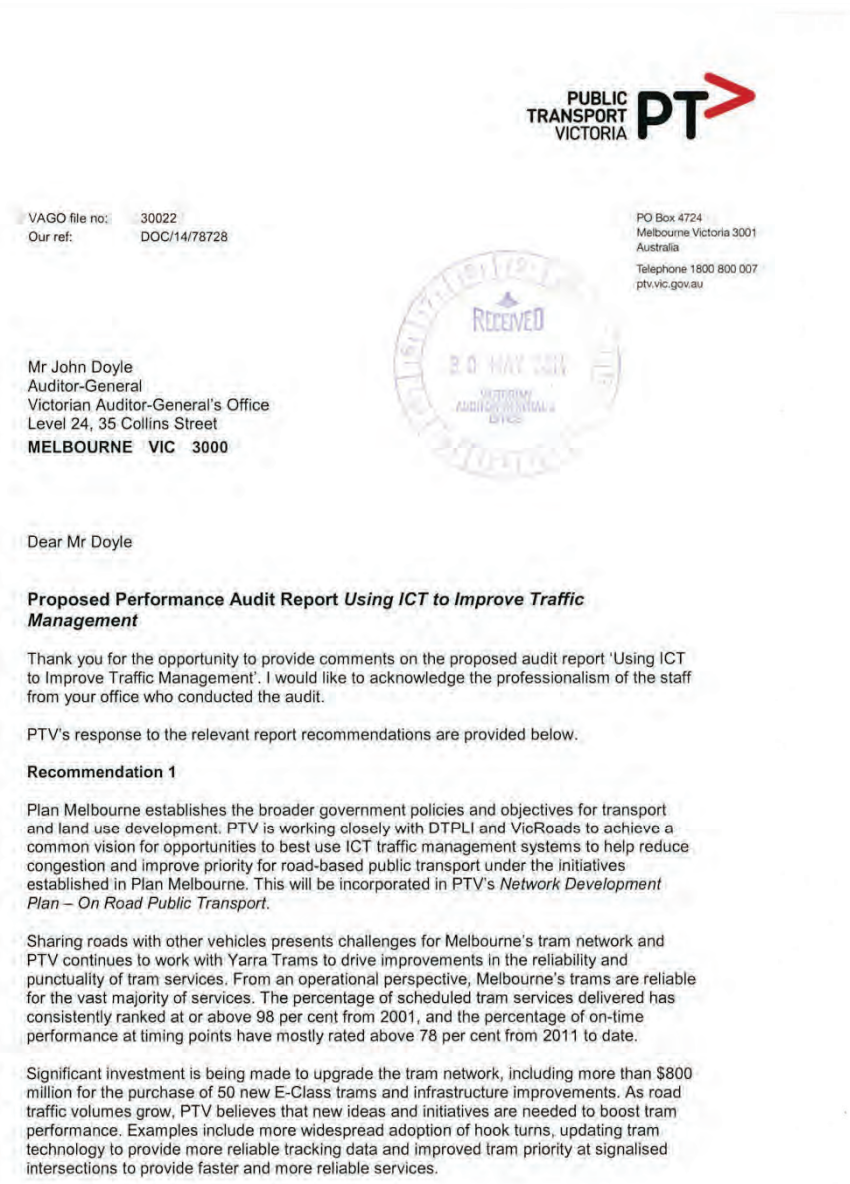 PUBLIC
TRANSPORT
VICTORIA
PT>
VAGO file no: 30022
Our ref: DOC/14/78728
PO Box 4724
Melbourne Victoria 3001
Australia
Telephone 1800 800 007
ptv.vic.gov.au
RECEIVED
MAY
Mr John Doyle
Auditor-General
Victorian Auditor-General's Office
Level 24, 35 Collins Street
MELBOURNE VIC 3000
Dear Mr Doyle
Proposed Performance Audit Report Using ICT to Improve Traffic
Management
Thank you for the opportunity to provide comments on the proposed audit report 'Using ICT
to Improve Traffic Management'. I would like to acknowledge the professionalism of the staff
from your office who conducted the audit.
PTV's response to the relevant report recommendations are provided below.
Recommendation 1
Plan Melbourne establishes the broader government policies and objectives for transport
and land use development. PTV is working closely with DTPLI and VicRoads to achieve a
common vision for opportunities to best use ICT traffic management systems to help reduce
congestion and improve priority for road-based public transport under the initiatives
established in Plan Melbourne. This will be incorporated in PTV's Network Development
Plan – On Road Public Transport.
Sharing roads with other vehicles presents challenges for Melbourne's tram network and
PTV continues to work with Yarra Trams to drive improvements in the reliability and
punctuality of tram services. From an operational perspective, Melbourne's trams are reliable
for the vast majority of services. The percentage of scheduled tram services delivered has
consistently ranked at or above 98 per cent from 2001, and the percentage of on-time
performance at timing points have mostly rated above 78 per cent from 2011 to date.
Significant investment is being made to upgrade the tram network, including more than $800
million for the purchase of 50 new E-Class trams and infrastructure improvements. As road
traffic volumes grow, PTV believes that new ideas and initiatives are needed to boost tram
performance. Examples include more widespread adoption of hook turns, updating tram
technology to provide more reliable tracking data and improved tram priority at signalised
intersections to provide faster and more reliable services.